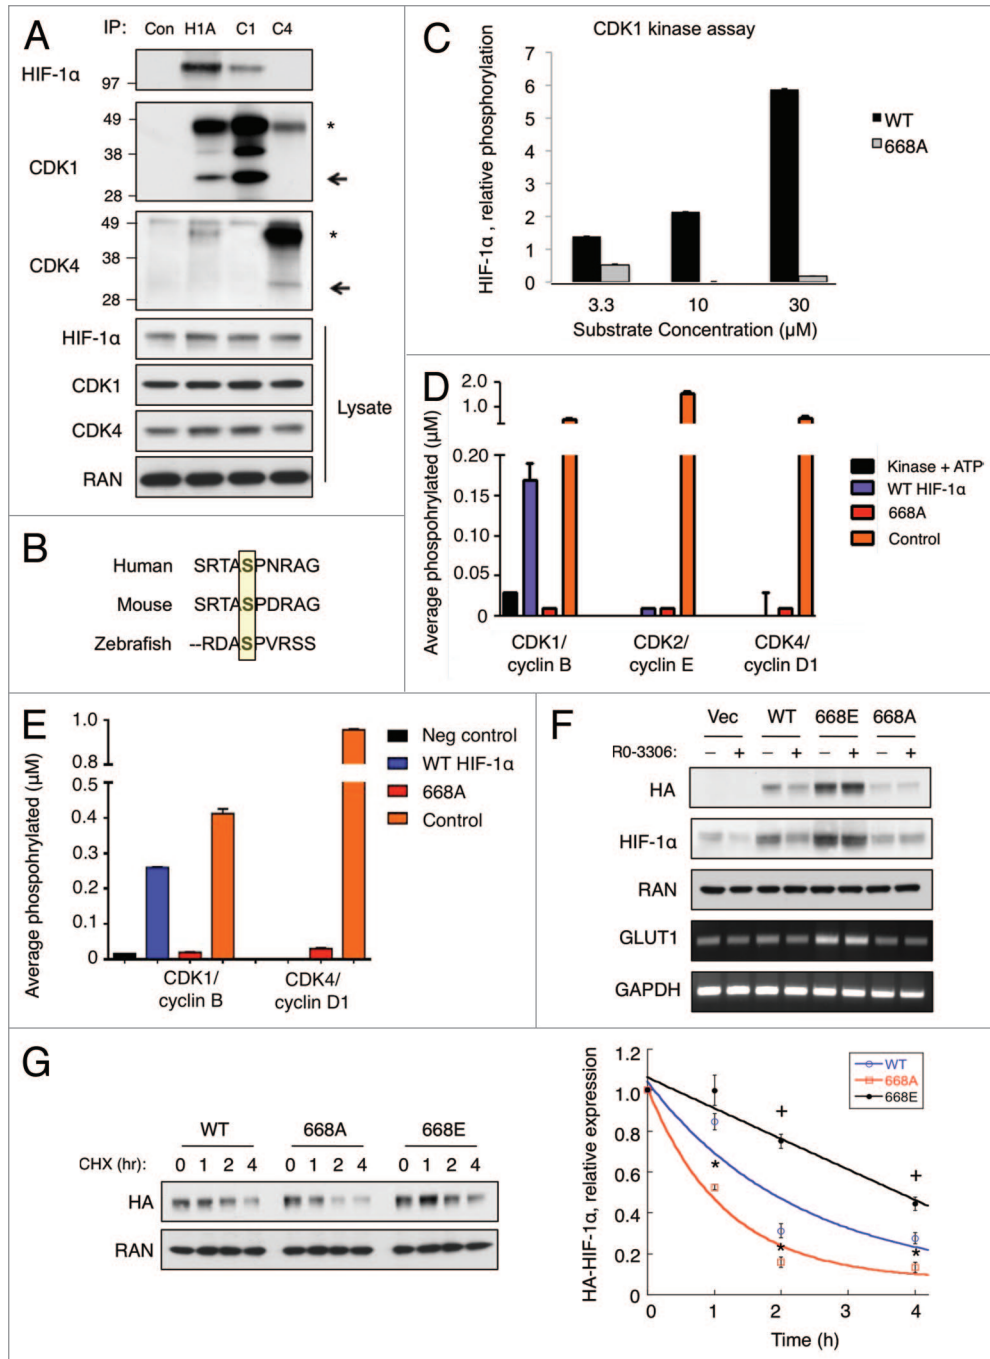 A
IP: Con H1A C1 C4
HIF-1α
97
49
*
38
CDK1
28
49
*
38
CDK4
28
HIF-1α
CDK1
CDK4
RAN
Lysate
B
Human SRTASPNRAG
Mouse SRTASPDRAG
Zebrafish --RDASPVRSS
C
CDK1 kinase assay
HIF-1α , relative phosphorylation
7
6
5
4
3
2
1
0
WT
668A
3.3 10 30
Substrate Concentration (µM)
D
Average phosphorylated (µM)
2.0
1.0
0.20
0.15
0.10
0.05
0
Kinase + ATP
WT HIF-1α
668A
Control
CDK1/ CDK2/ CDK4/
cyclin B cyclin E cyclin D1
E
Average phospohrylated (µM)
1.0
0.8
0.5
0.4
0.3
0.2
0.1
0
Neg control
WT HIF-1α
668A
Control
CDK1/ CDK4/
cyclin B cyclin D1
F
Vec WT 668E 668A
R0-3306: – + – + – + – +
HA
HIF-1α
RAN
GLUT1
GAPDH
G
WT 668A 668E
CHX (hr): 0 1 2 4 0 1 2 4 0 1 2 4
HA
RAN
HA-HIF-1α, relative expression
1.2
1.0
0.8
0.6
0.4
0.2
0
WT
668A
668E
+
+
*
*
*
0 1 2 3 4
Time (h)